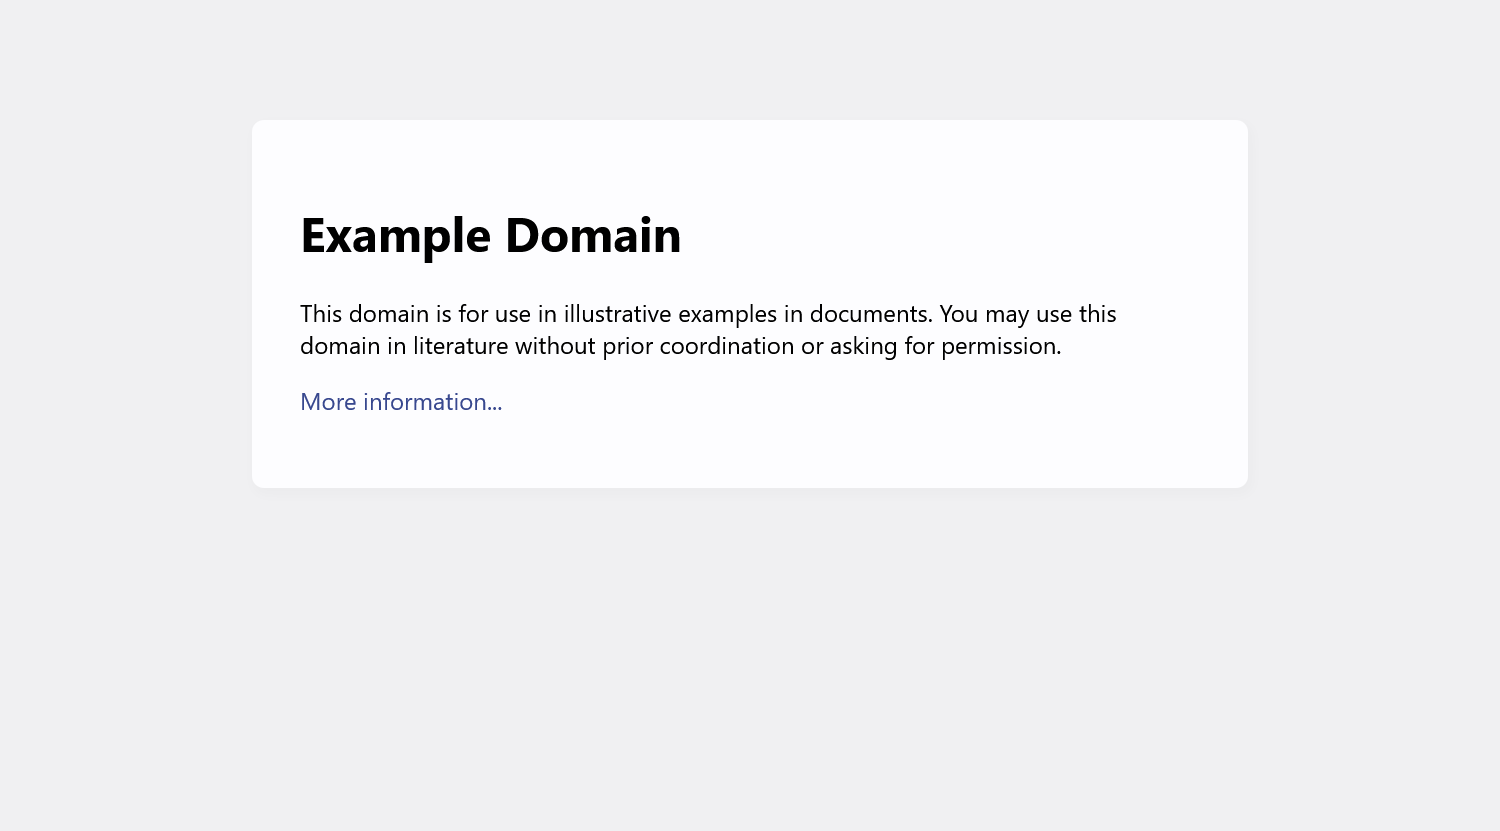 Example Domain
This domain is for use in illustrative examples in documents. You may use this
domain in literature without prior coordination or asking for permission.
More information...